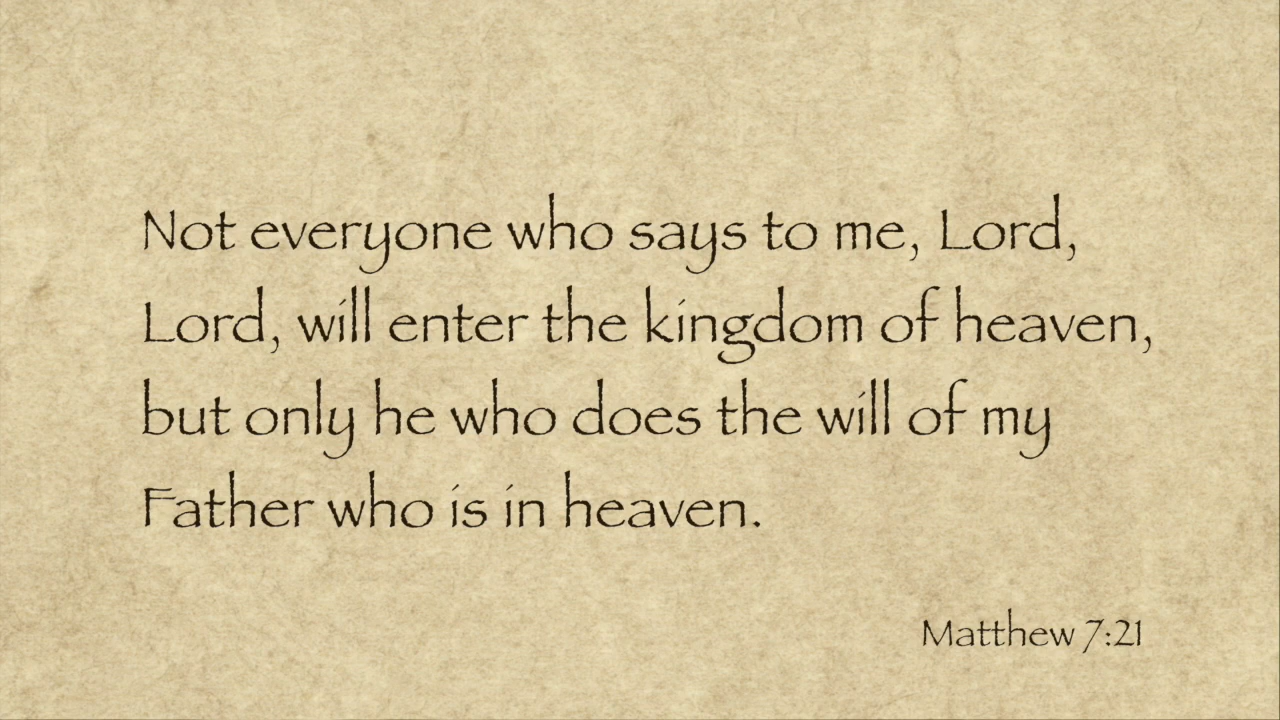 Not everyone who says to me, Lord,
Lord, will enter the kingdom of heaven,
but only he who does the will of my
Father who is in heaven.
Matthew 7:21